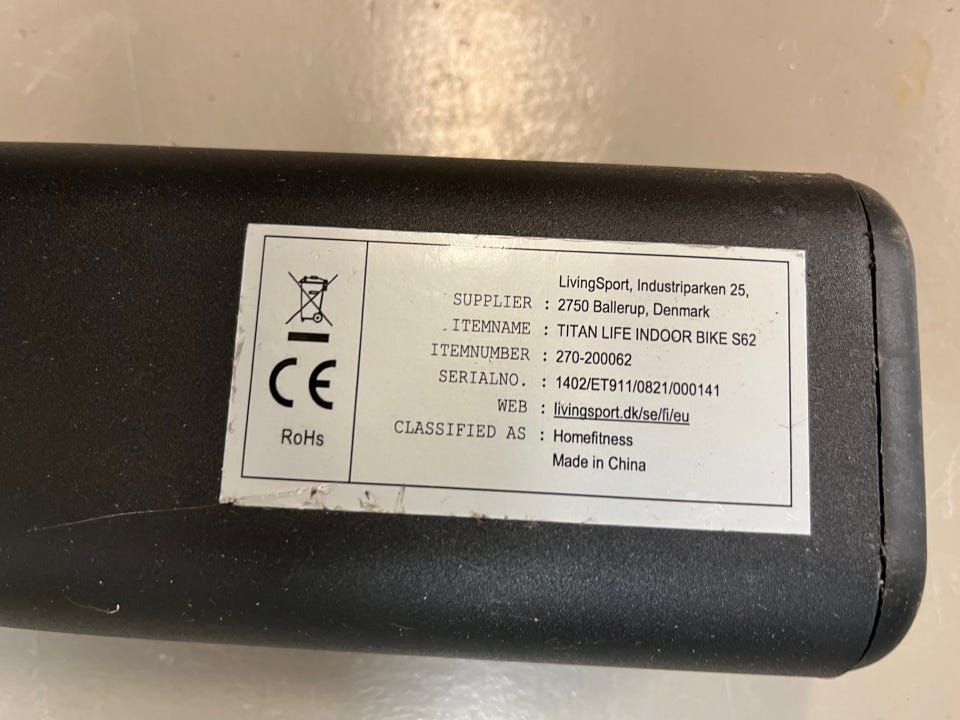 LivingSport, Industriparken 25,
SUPPLIER : 2750 Ballerup, Denmark
ITEMNAME : TITAN LIFE INDOOR BIKE S62
ITEMNUMBER : 270-200062
SERIALNO. : 1402/ET911/0821/000141
WEB : livingsport.dk/se/fi/eu
CLASSIFIED AS : Homefitness
Made in China
CE
RoHs